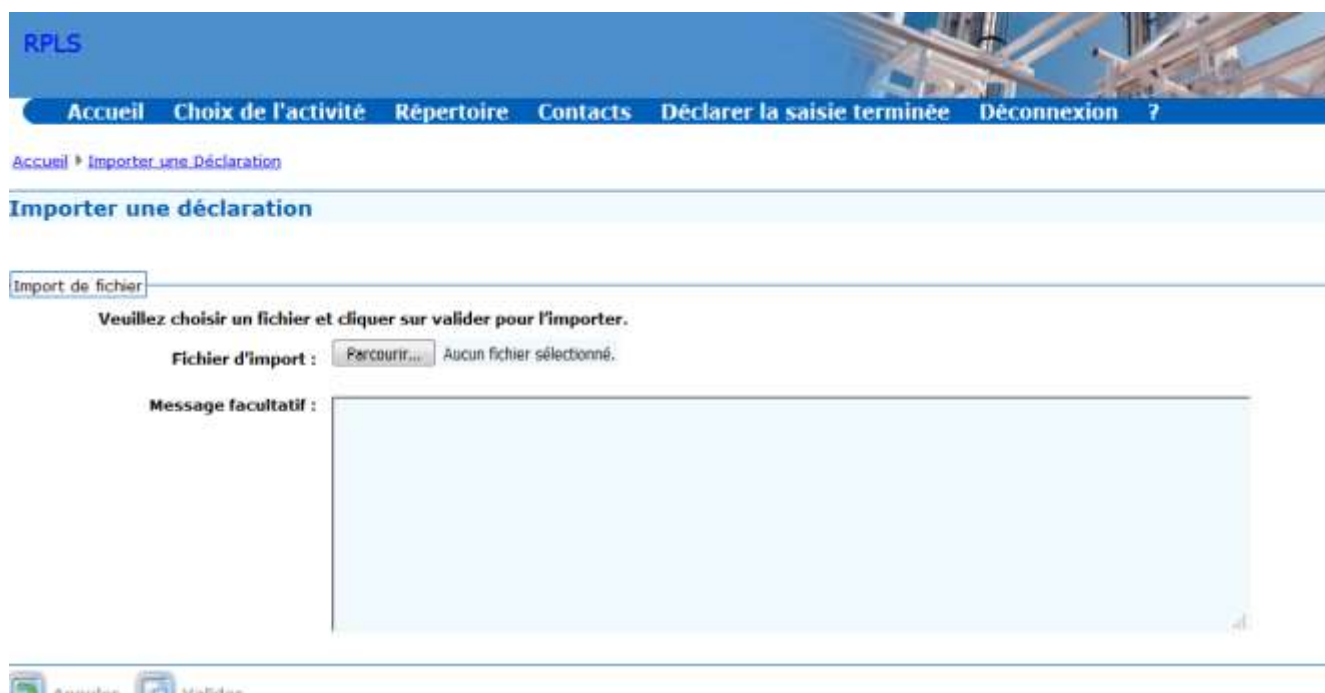 RPLS
Accueil Choix de l'activité Répertoire Contacts Déclarer la saisie terminée Déconnexion ?
Accueil Importer une Déclaration
Importer une déclaration
Import de fichier
Veuillez choisir un fichier et cliquer sur valider pour l'importer.
Fichier d'import : Parcourir... Aucun fichier sélectionné.
Message facultatif :
Annuler Valider